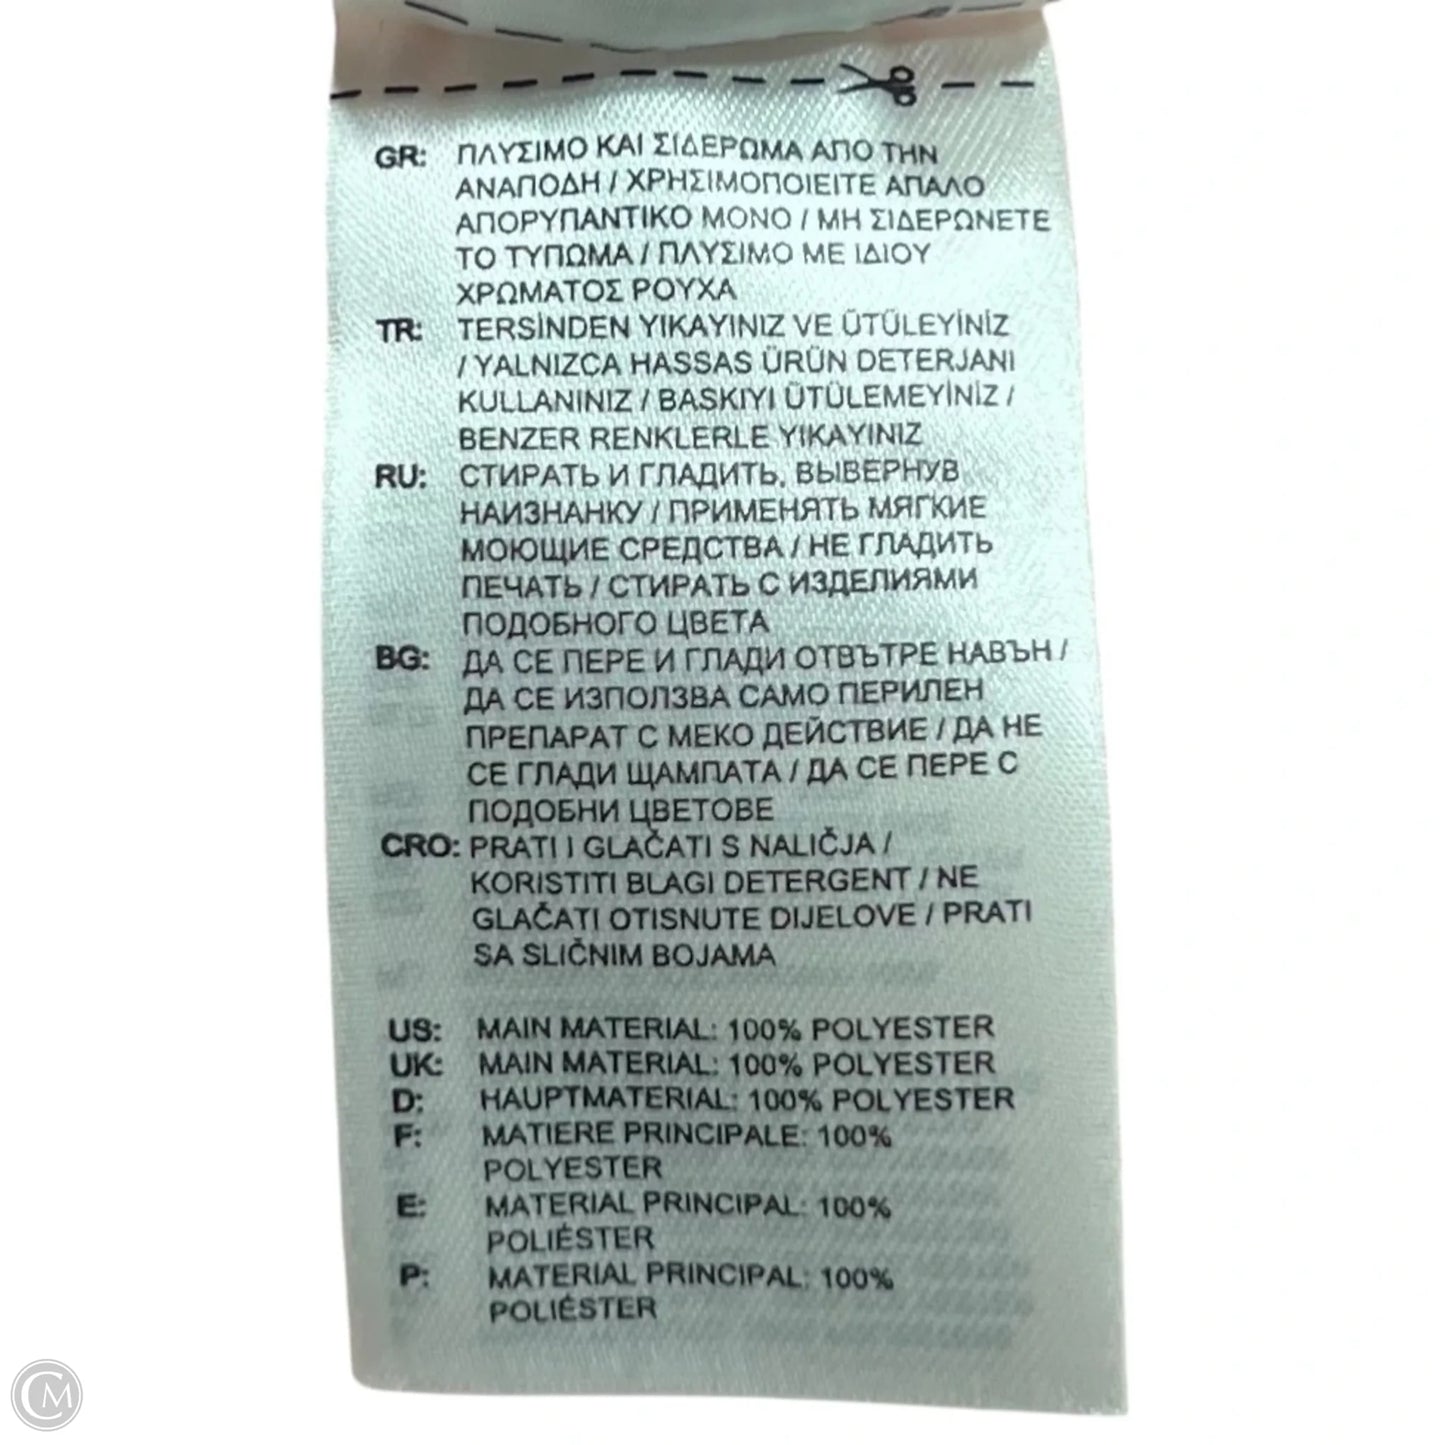 GR: ΠΛΥΣΙΜΟ ΚΑΙ ΣΙΔΕΡΩΜΑ ΑΠΟ ΤΗΝ
ΑΝΑΠΟΔΗ / ΧΡΗΣΙΜΟΠΟΙΕΙΤΕ ΑΠΑΛΟ
ΑΠΟΡΥΠΑΝΤΙΚΟ ΜΟΝΟ / ΜΗ ΣΙΔΕΡΩΝΕΤΕ
ΤΟ ΤΥΠΩΜΑ / ΠΛΥΣΙΜΟ ΜΕ ΙΔΙΟΥ
ΧΡΩΜΑΤΟΣ ΡΟΥΧΑ
TR: TERSİNDEN YIKAYINIZ VE ÜTÜLEYİNİZ
/ YALNIZCA HASSAS ÜRÜN DETERJANI
KULLANINIZ / BASKIYI ÜTÜLEMEYİNİZ /
BENZER RENKLERLE YIKAYINIZ
RU: СТИРАТЬ И ГЛАДИТЬ, ВЫВЕРНУВ
НАИЗНАНКУ / ПРИМЕНЯТЬ МЯГКИЕ
МОЮЩИЕ СРЕДСТВА / НЕ ГЛАДИТЬ
ПЕЧАТЬ / СТИРАТЬ С ИЗДЕЛИЯМИ
ПОДОБНОГО ЦВЕТА
BG: ДА СЕ ПЕРЕ И ГЛАДИ ОТВЪТРЕ НАВЪН /
ДА СЕ ИЗПОЛЗВА САМО ПЕРИЛЕН
ПРЕПАРАТ С МЕКО ДЕЙСТВИЕ / ДА НЕ
СЕ ГЛАДИ ЩАМПАТА / ДА СЕ ПЕРЕ С
ПОДОБНИ ЦВЕТОВЕ
CRO: PRATI I GLAČATI S NALIČJA /
KORISTITI BLAGI DETERGENT / NE
GLAČATI OTISNUTE DIJELOVE / PRATI
SA SLIČNIM BOJAMA
US: MAIN MATERIAL: 100% POLYESTER
UK: MAIN MATERIAL: 100% POLYESTER
D: HAUPTMATERIAL: 100% POLYESTER
F: MATIERE PRINCIPALE: 100%
POLYESTER
E: MATERIAL PRINCIPAL: 100%
POLIÉSTER
P: MATERIAL PRINCIPAL: 100%
POLIÉSTER
CM